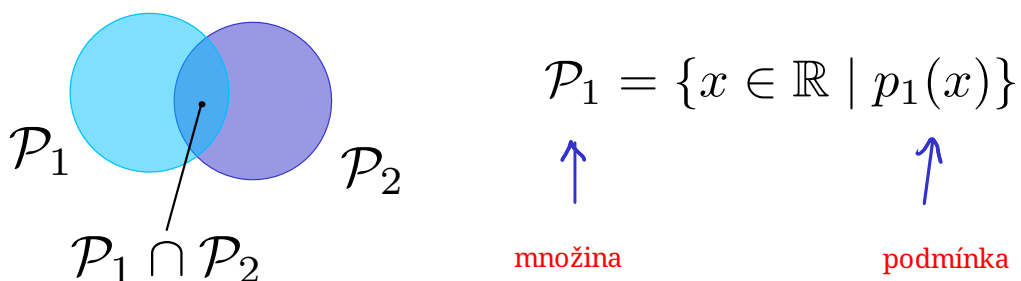 𝒫₁ = {x ∈ ℝ | p₁(x)}
𝒫₁
𝒫₂
𝒫₁ ∩ 𝒫₂
množina
podmínka